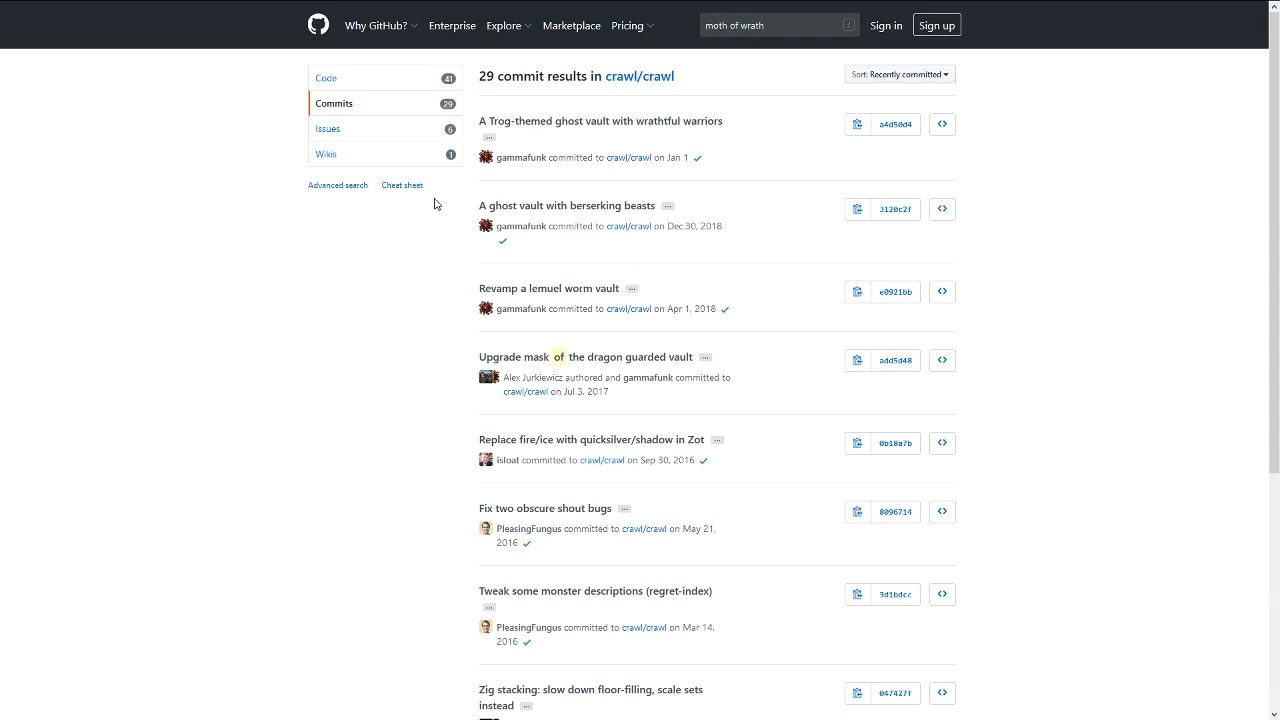 Why GitHub? Enterprise Explore Marketplace Pricing moth of wrath / Sign in Sign up
Code 41
Commits 29
Issues 6
Wikis 1
Advanced search Cheat sheet
29 commit results in crawl/crawl
Sort: Recently committed
A Trog-themed ghost vault with wrathtful warriors
...
gammafunk committed to crawl/crawl on Jan 1
a4d50d4
A ghost vault with berserking beasts ...
gammafunk committed to crawl/crawl on Dec 30, 2018
3120c2f
Revamp a lemuel worm vault ...
gammafunk committed to crawl/crawl on Apr 1, 2018
e0921bb
Upgrade mask of the dragon guarded vault ...
Alex Jurkiewicz authored and gammafunk committed to
crawl/crawl on Jul 3, 2017
add5d48
Replace fire/ice with quicksilver/shadow in Zot ...
isloat committed to crawl/crawl on Sep 30, 2016
0b18a7b
Fix two obscure shout bugs ...
PleasingFungus committed to crawl/crawl on May 21,
2016
8096714
Tweak some monster descriptions (regret-index)
...
PleasingFungus committed to crawl/crawl on Mar 14,
2016
3d1bdcc
Zig stacking: slow down floor-filling, scale sets
instead ...
047427f